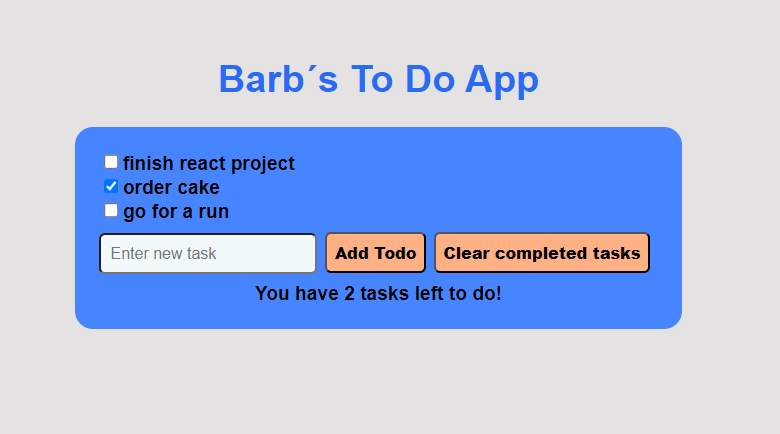 Barb´s To Do App
finish react project
order cake
go for a run
Enter new task Add Todo Clear completed tasks
You have 2 tasks left to do!